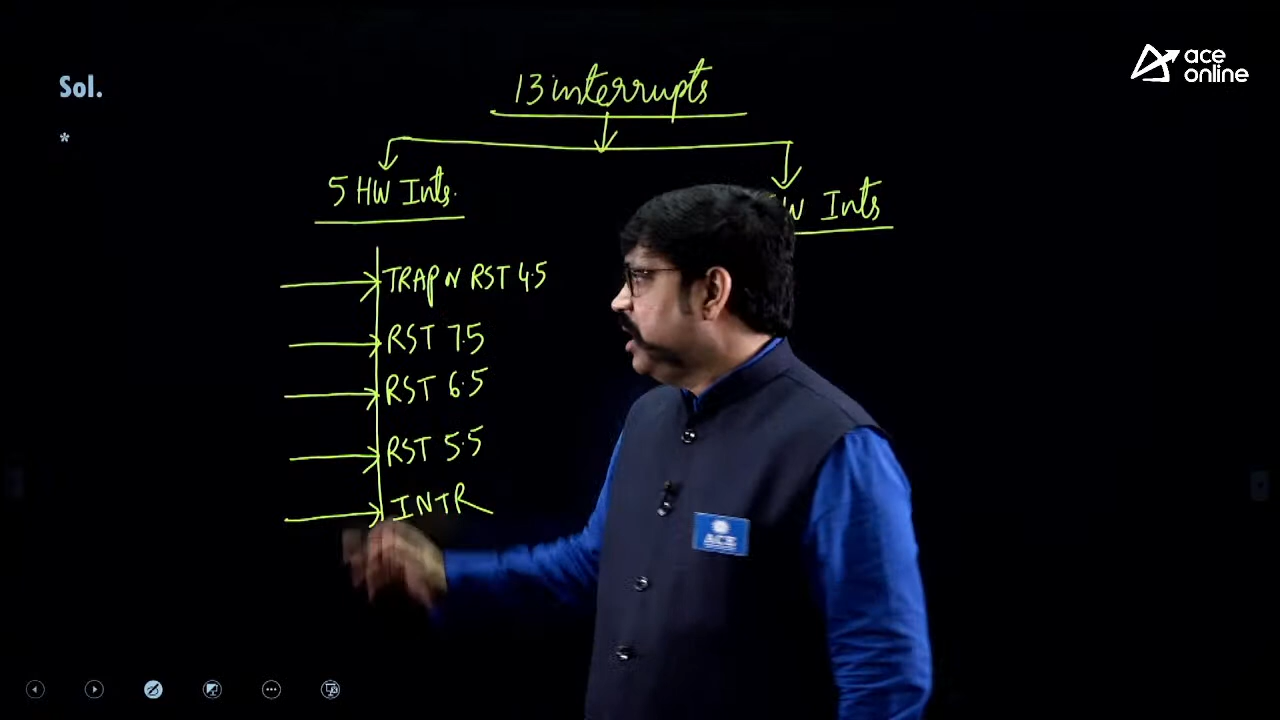 ace
online
Sol.
*
13 interrupts
5 HW Ints.
W Ints
TRAP or RST 4.5
RST 7.5
RST 6.5
RST 5.5
INTR
ACE